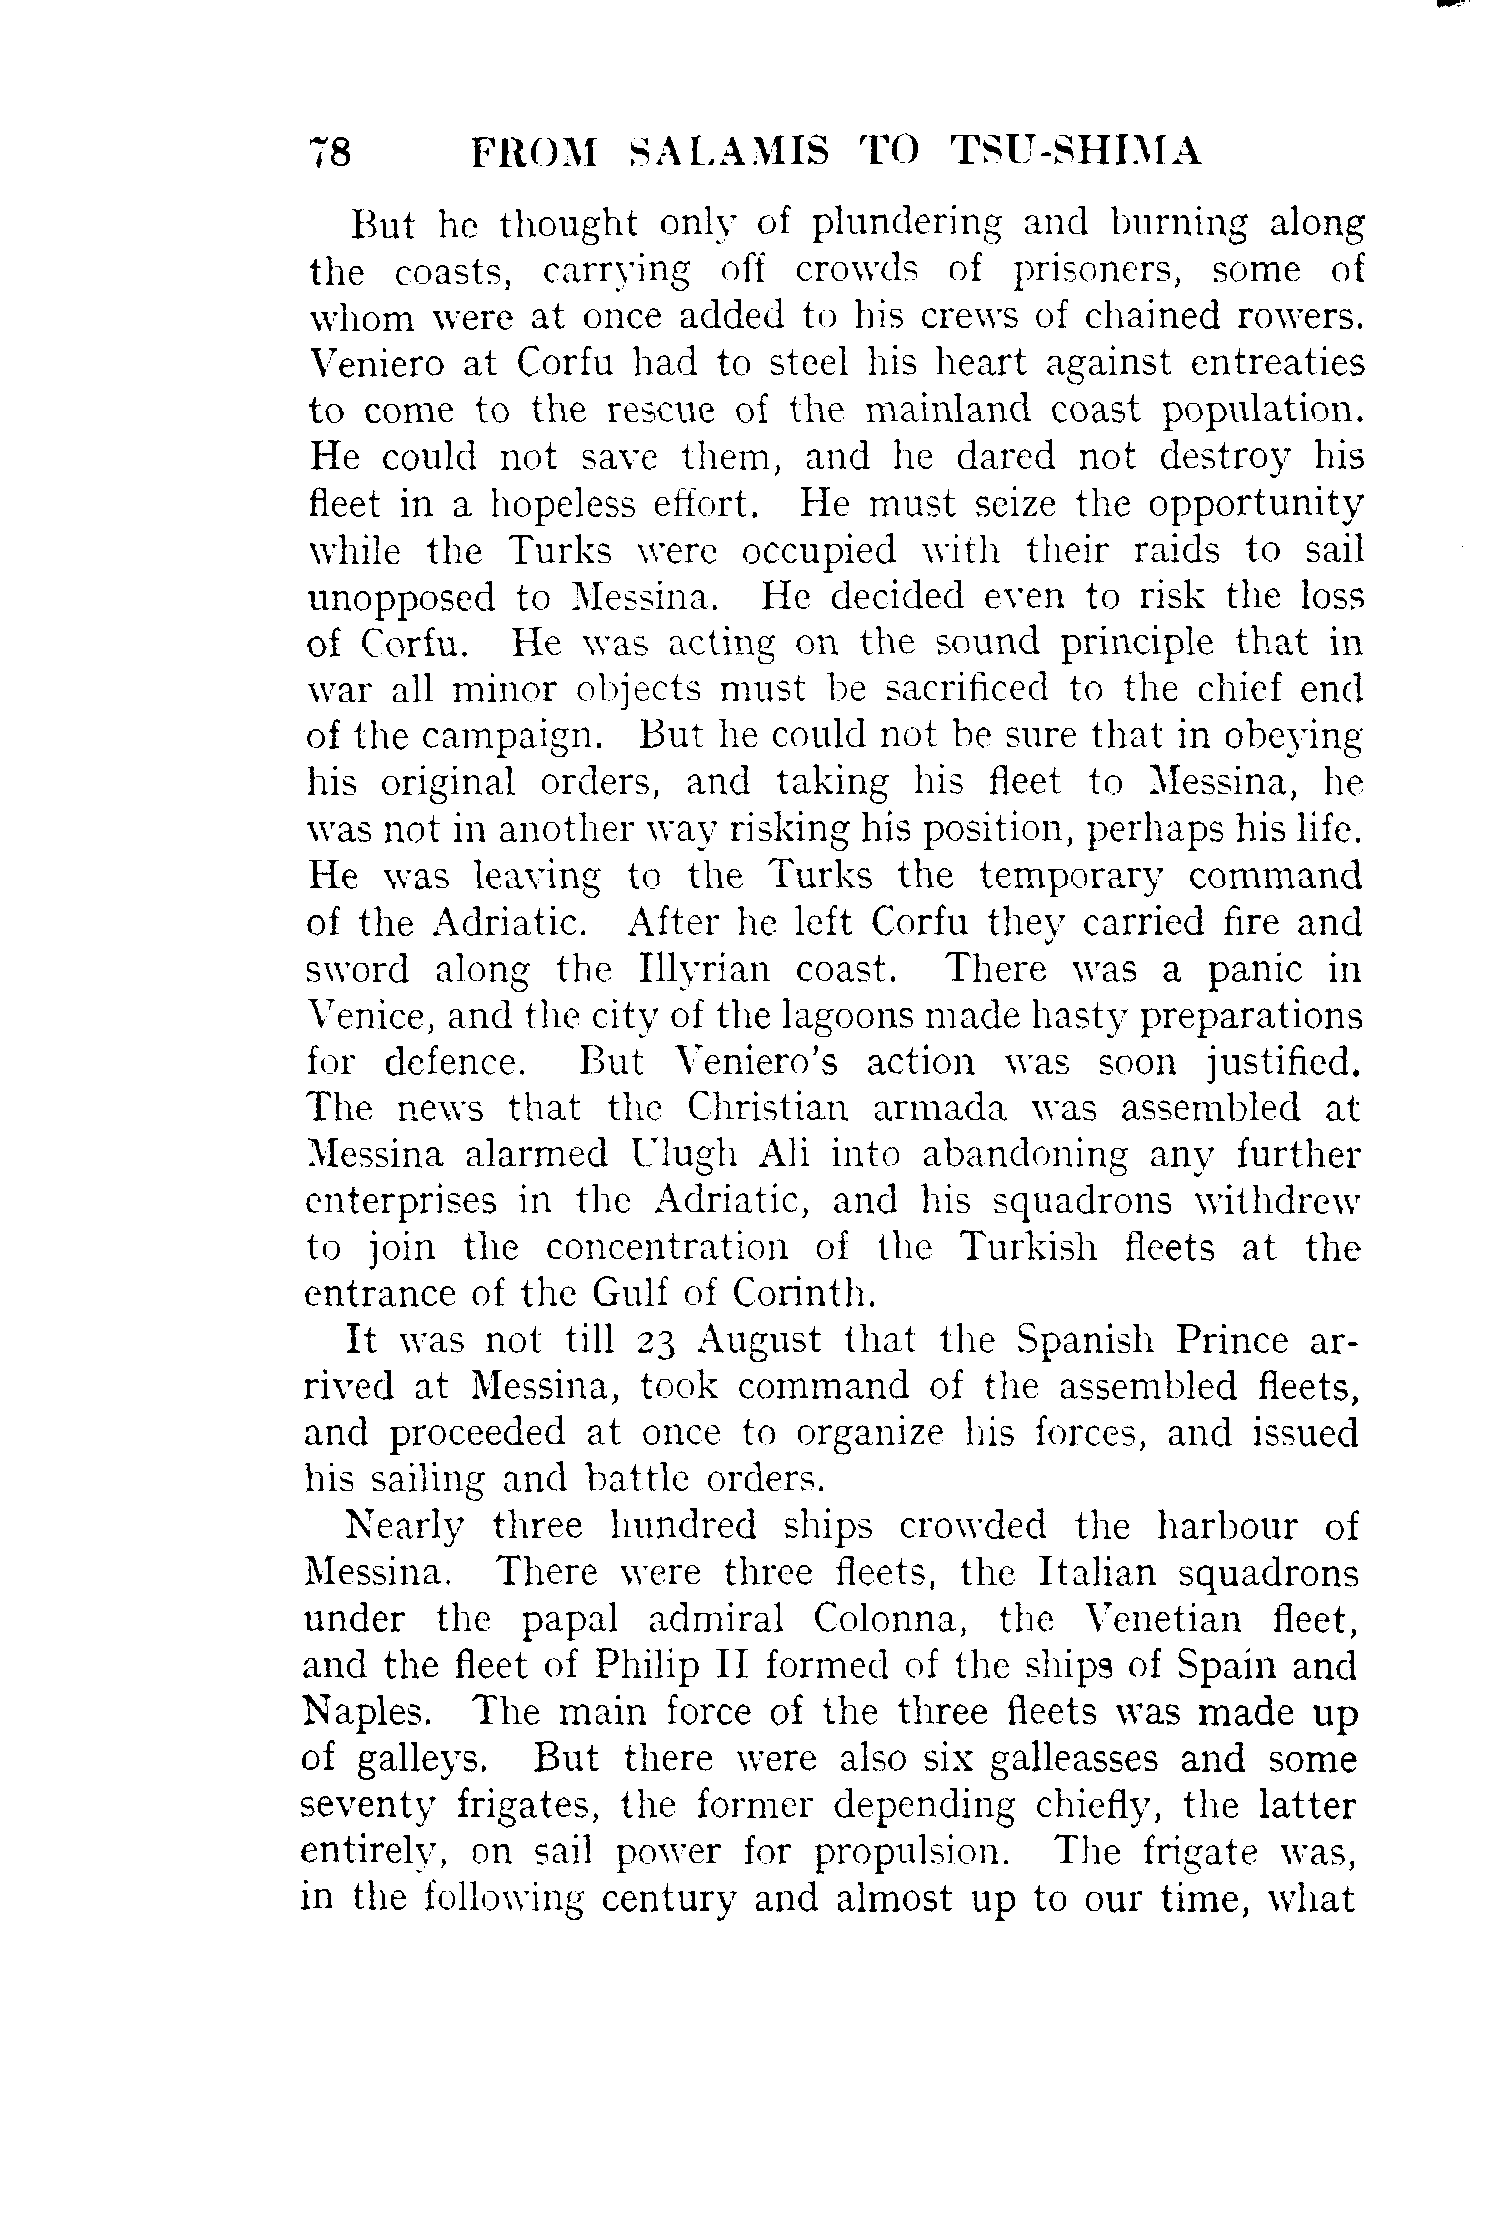 78 FROM SALAMIS TO TSU-SHIMA
But he thought only of plundering and burning along
the coasts, carrying off crowds of prisoners, some of
whom were at once added to his crews of chained rowers.
Veniero at Corfu had to steel his heart against entreaties
to come to the rescue of the mainland coast population.
He could not save them, and he dared not destroy his
fleet in a hopeless effort. He must seize the opportunity
while the Turks were occupied with their raids to sail
unopposed to Messina. He decided even to risk the loss
of Corfu. He was acting on the sound principle that in
war all minor objects must be sacrificed to the chief end
of the campaign. But he could not be sure that in obeying
his original orders, and taking his fleet to Messina, he
was not in another way risking his position, perhaps his life.
He was leaving to the Turks the temporary command
of the Adriatic. After he left Corfu they carried fire and
sword along the Illyrian coast. There was a panic in
Venice, and the city of the lagoons made hasty preparations
for defence. But Veniero's action was soon justified.
The news that the Christian armada was assembled at
Messina alarmed Ulugh Ali into abandoning any further
enterprises in the Adriatic, and his squadrons withdrew
to join the concentration of the Turkish fleets at the
entrance of the Gulf of Corinth.
It was not till 23 August that the Spanish Prince ar-
rived at Messina, took command of the assembled fleets,
and proceeded at once to organize his forces, and issued
his sailing and battle orders.
Nearly three hundred ships crowded the harbour of
Messina. There were three fleets, the Italian squadrons
under the papal admiral Colonna, the Venetian fleet,
and the fleet of Philip II formed of the ships of Spain and
Naples. The main force of the three fleets was made up
of galleys. But there were also six galleasses and some
seventy frigates, the former depending chiefly, the latter
entirely, on sail power for propulsion. The frigate was,
in the following century and almost up to our time, what